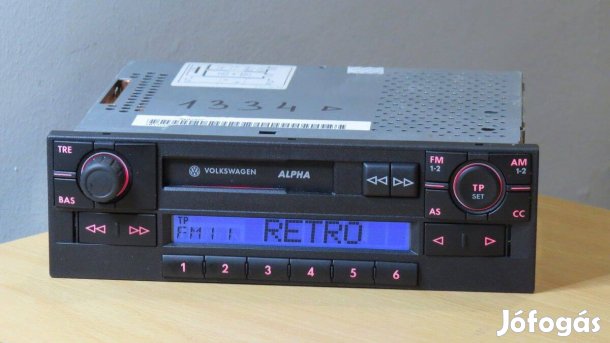 1334D
TRE
BAS
VOLKSWAGEN ALPHA
FM 1-2
AM 1-2
TP SET
AS
CC
TP
FM11 RETRO
1 2 3 4 5 6
Jófogás